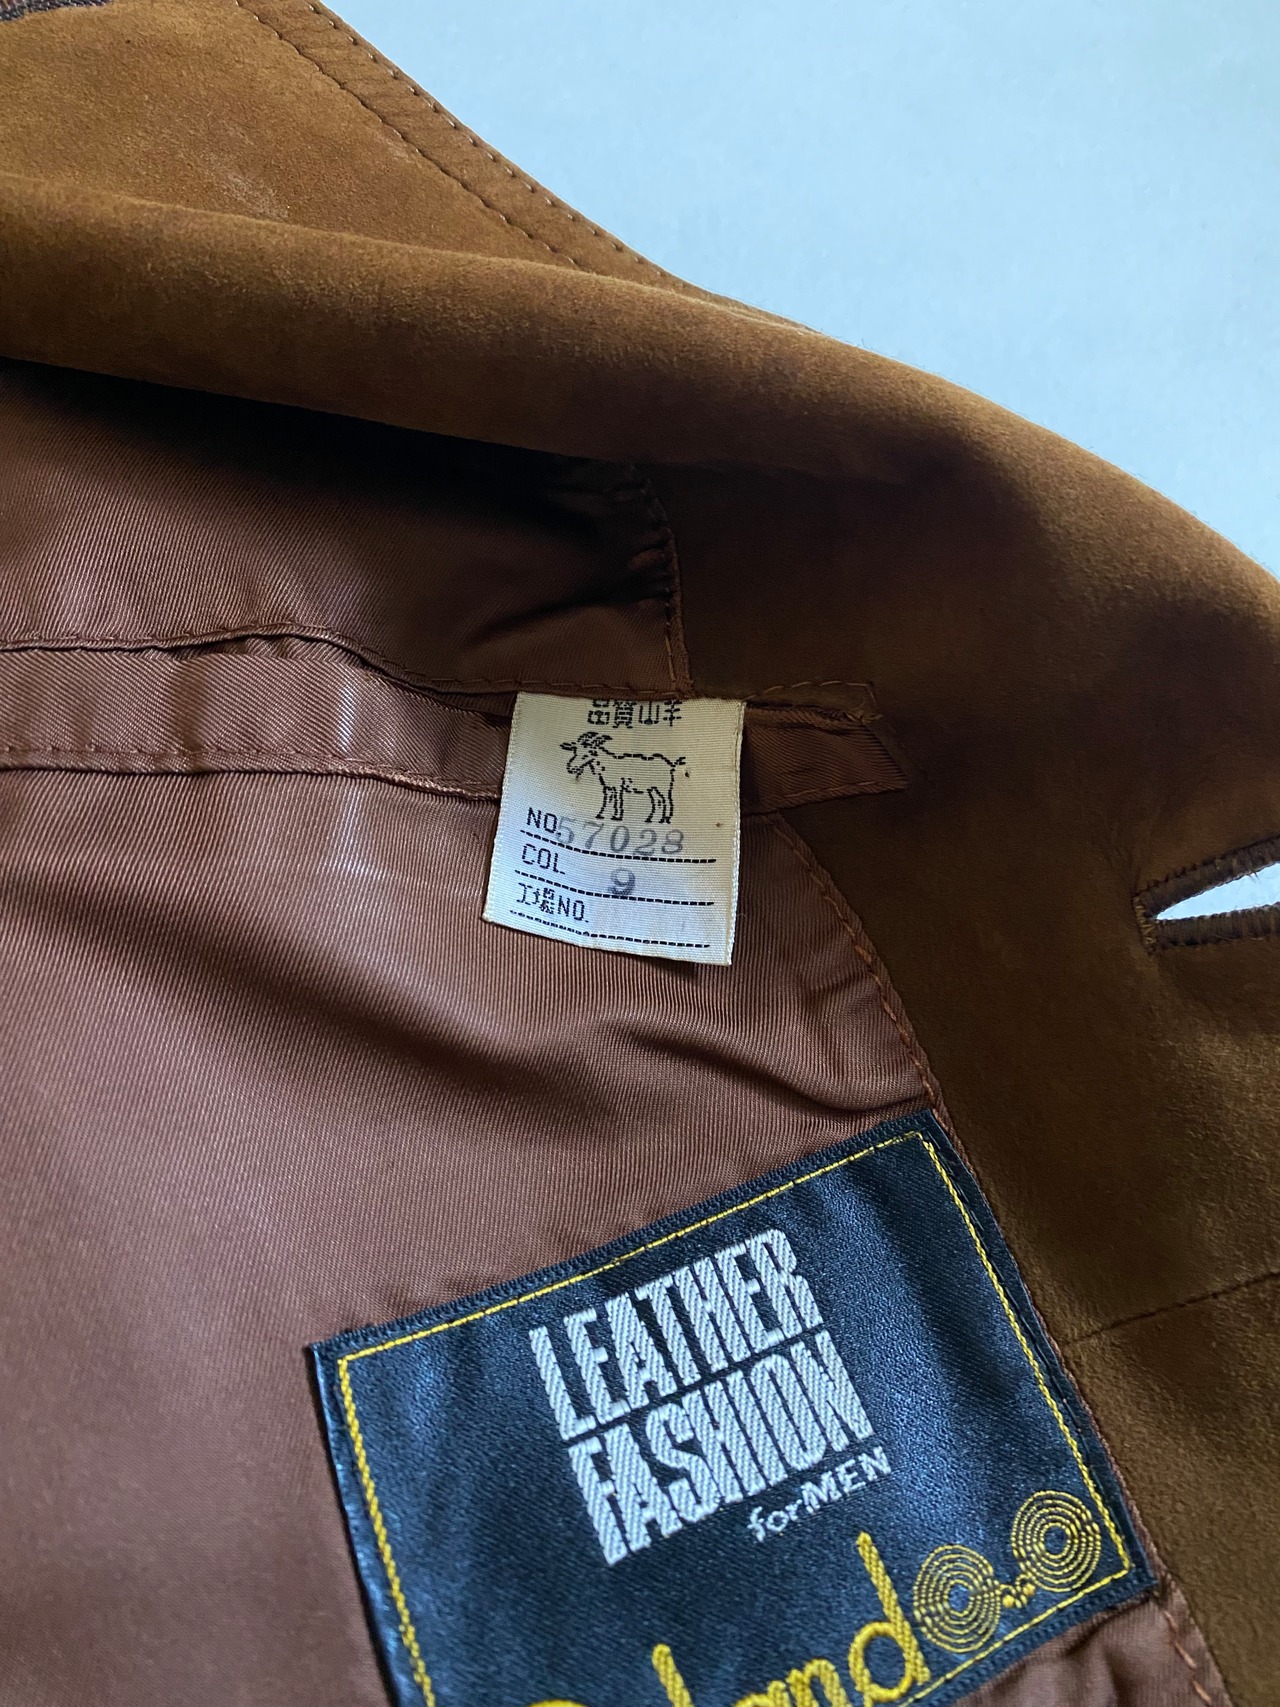 品質山羊
NO. 57028
COL 9
工場NO.
LEATHER
FASHION
for MEN